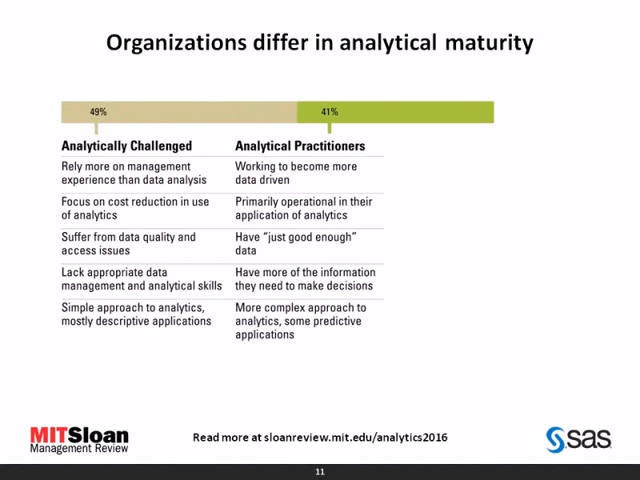 Organizations differ in analytical maturity
49%
41%
Analytically Challenged
Rely more on management
experience than data analysis
Focus on cost reduction in use
of analytics
Suffer from data quality and
access issues
Lack appropriate data
management and analytical skills
Simple approach to analytics,
mostly descriptive applications
Analytical Practitioners
Working to become more
data driven
Primarily operational in their
application of analytics
Have "just good enough"
data
Have more of the information
they need to make decisions
More complex approach to
analytics, some predictive
applications
MITSloan
Management Review
Read more at sloanreview.mit.edu/analytics2016
sas
11